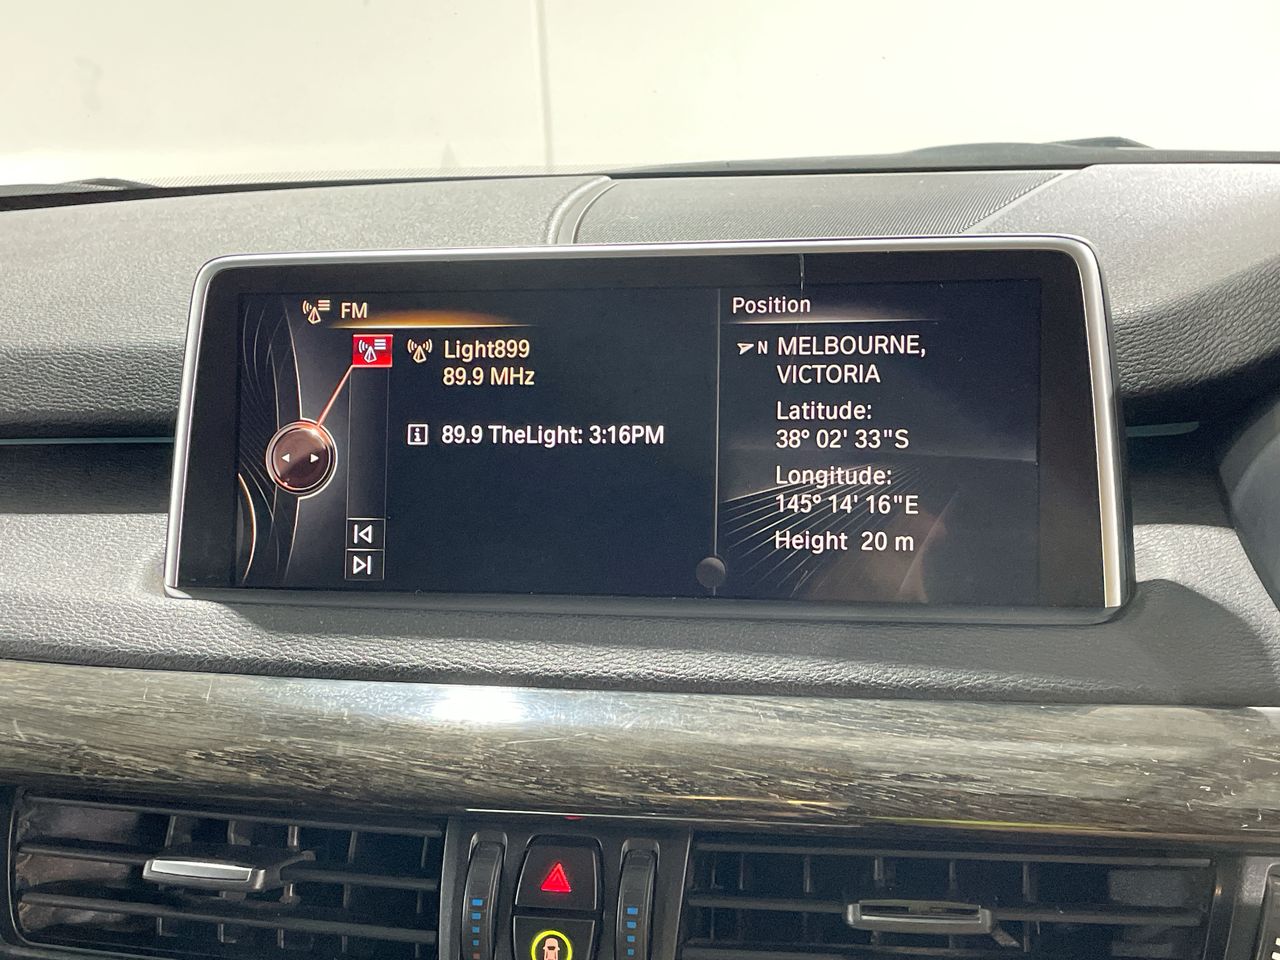 FM
Light899
89.9 MHz
89.9 TheLight: 3:16PM
Position
N MELBOURNE,
VICTORIA
Latitude:
38° 02' 33"S
Longitude:
145° 14' 16"E
Height 20 m